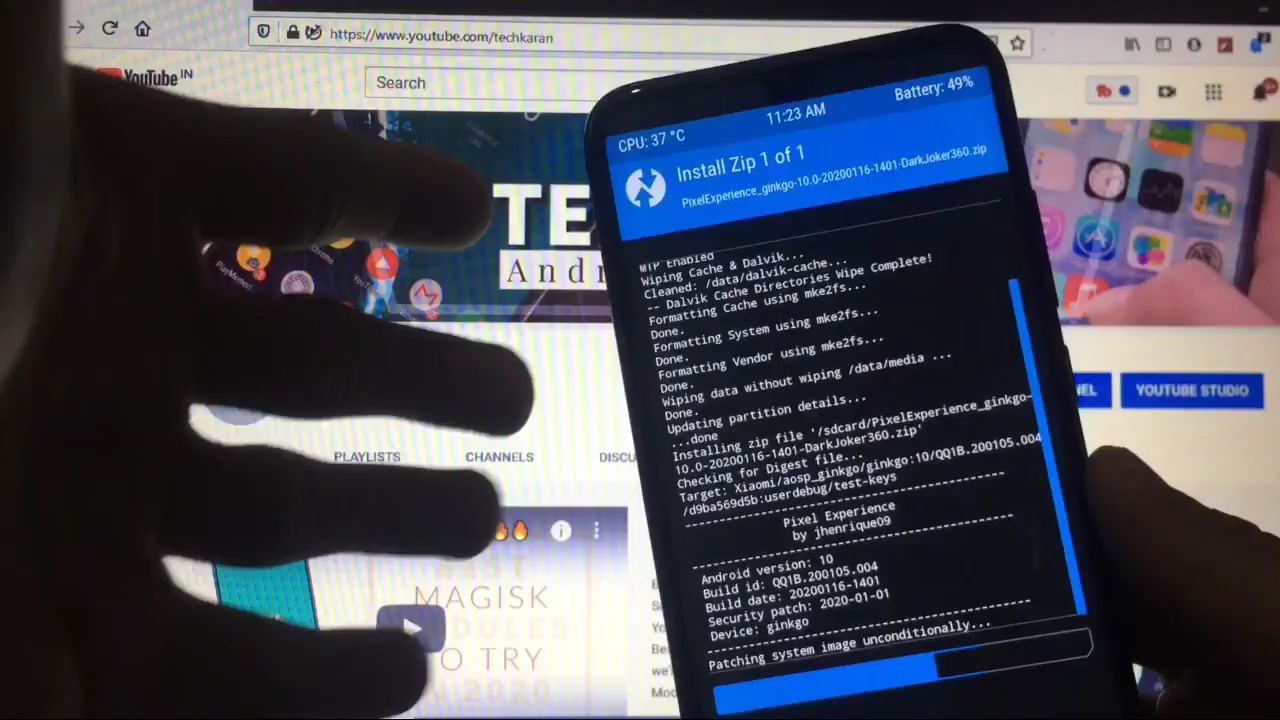 https://www.youtube.com/techkaran
YouTube IN
Search
TE
And
PLAYLISTS
CHANNELS
DISCU
YOUTUBE STUDIO
MAGISK
O TRY
CPU: 37 °C
11:23 AM
Battery: 49%
Install Zip 1 of 1
PixelExperience_ginkgo-10.0-20200116-1401-DarkJoker360.zip
MTP Enabled
Wiping Cache & Dalvik...
Cleaned: /data/dalvik-cache...
-- Dalvik Cache Directories Wipe Complete!
Formatting Cache using mke2fs...
Done.
Formatting System using mke2fs...
Done.
Formatting Vendor using mke2fs...
Done.
Wiping data without wiping /data/media ...
Done.
Updating partition details...
...done
Installing zip file '/sdcard/PixelExperience_ginkgo-
10.0-20200116-1401-DarkJoker360.zip'
Checking for Digest file...
Target: Xiaomi/aosp_ginkgo/ginkgo:10/QQ1B.200105.004
/d9ba569d5b:userdebug/test-keys
Pixel Experience
by jhenrique09
Android version: 10
Build id: QQ1B.200105.004
Build date: 20200116-1401
Security patch: 2020-01-01
Device: ginkgo
Patching system image unconditionally...